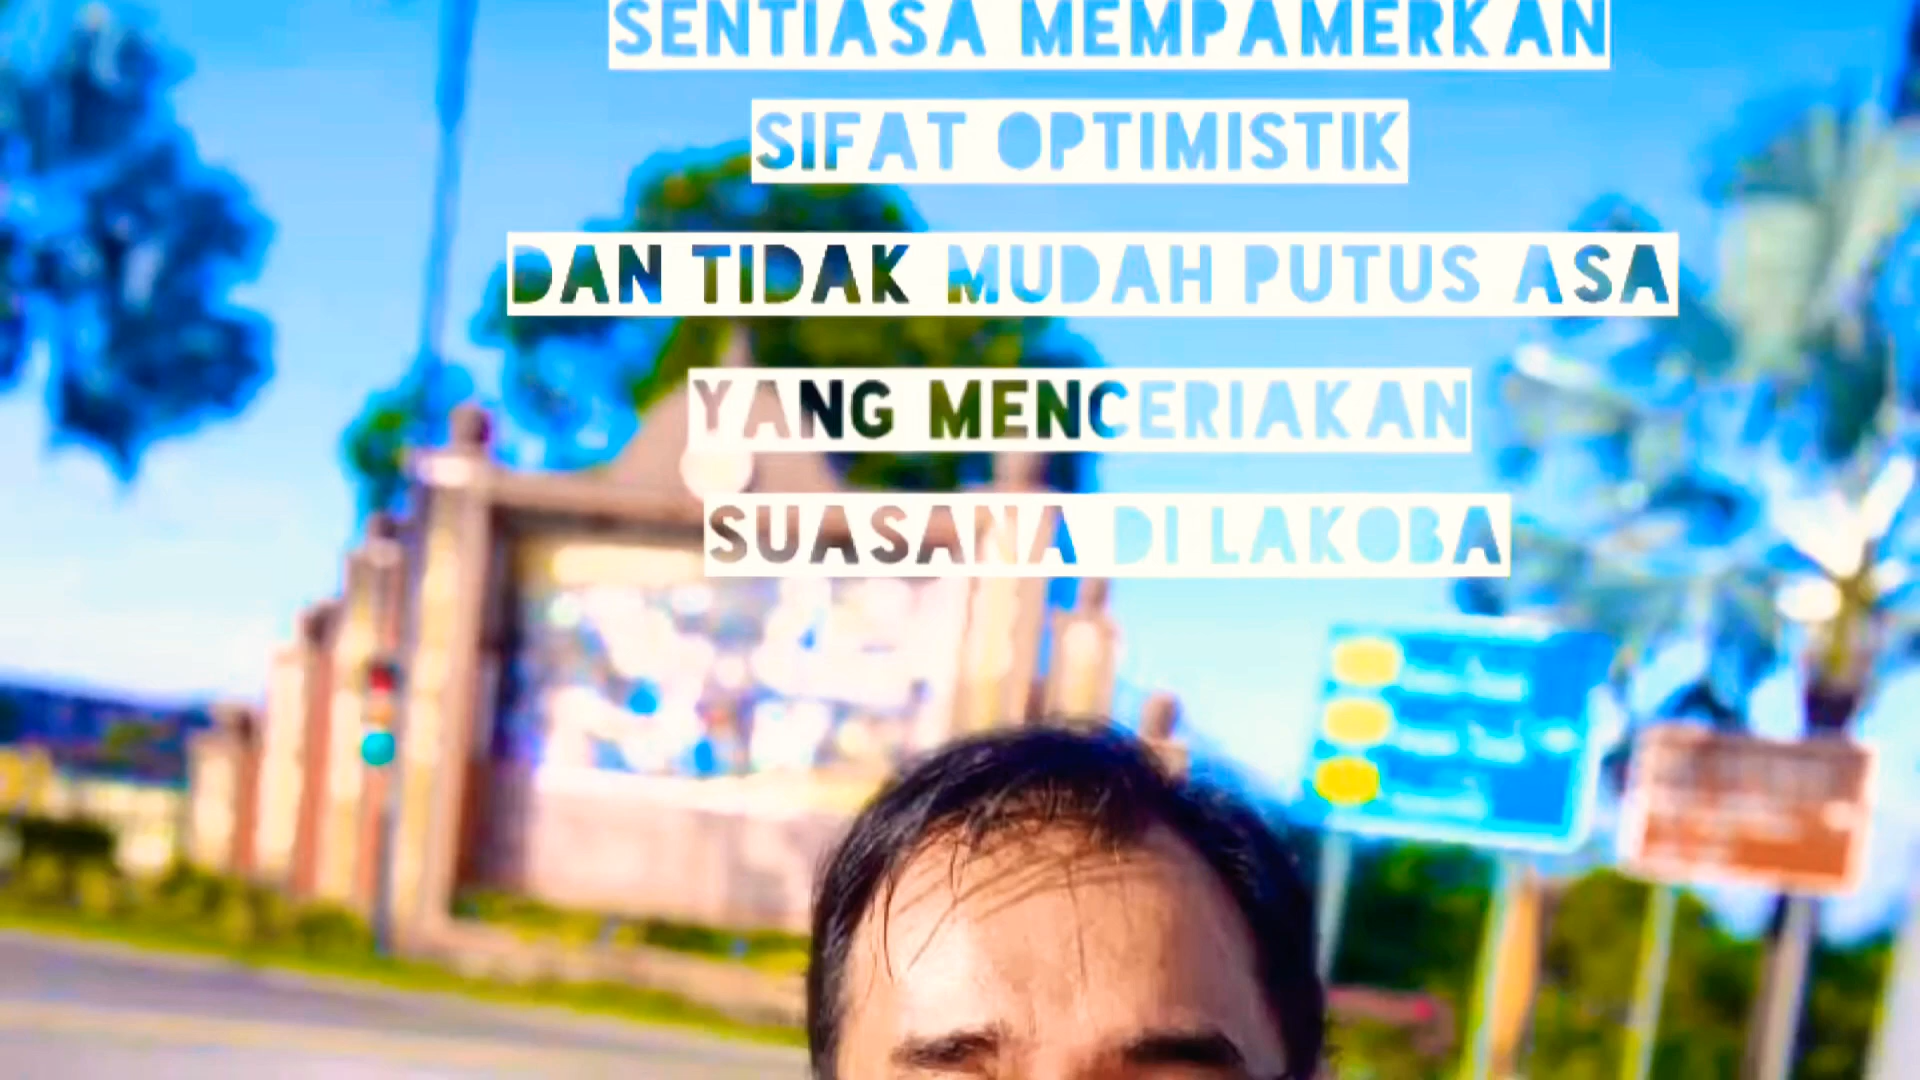 SENTIASA MEMPAMERKAN
SIFAT OPTIMISTIK
DAN TIDAK MUDAH PUTUS ASA
YANG MENCERIAKAN
SUASANA DI LAKOBA